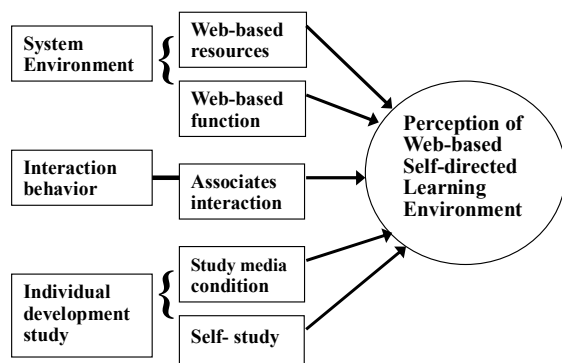 System
Environment
{
Web-based
resources
Web-based
function
Interaction
behavior
Associates
interaction
Individual
development
study
{
Study media
condition
Self- study
Perception of
Web-based
Self-directed
Learning
Environment